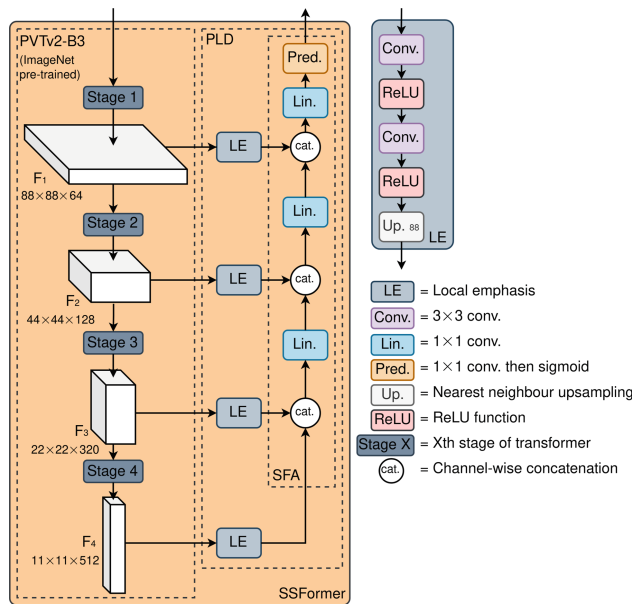 PVTv2-B3
(ImageNet
pre-trained)
Stage 1
F1
88×88×64
Stage 2
F2
44×44×128
Stage 3
F3
22×22×320
Stage 4
F4
11×11×512
PLD
LE
LE
LE
LE
Pred.
Lin.
cat.
Lin.
cat.
Lin.
cat.
SFA
SSFormer
Conv.
ReLU
Conv.
ReLU
Up. 88
LE
LE = Local emphasis
Conv. = 3×3 conv.
Lin. = 1×1 conv.
Pred. = 1×1 conv. then sigmoid
Up. = Nearest neighbour upsampling
ReLU = ReLU function
Stage X = Xth stage of transformer
cat. = Channel-wise concatenation